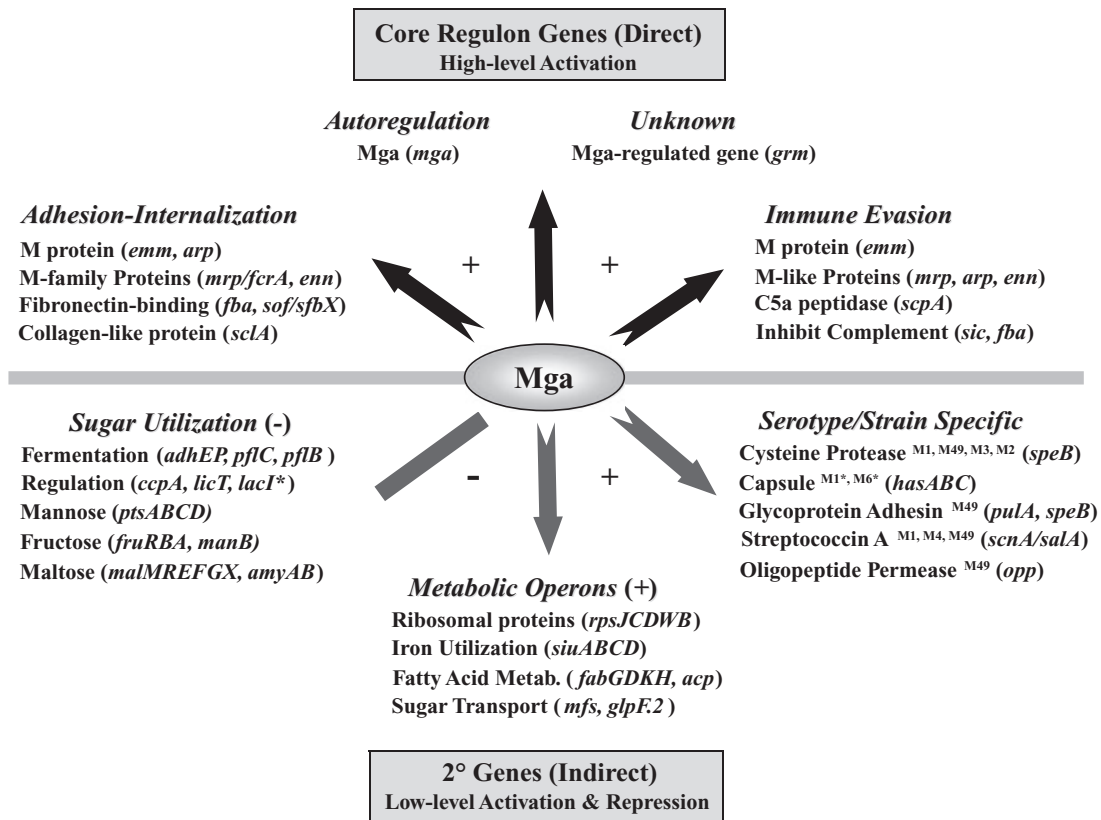 Core Regulon Genes (Direct)
High-level Activation
Autoregulation
Mga (mga)
Unknown
Mga-regulated gene (grm)
Adhesion-Internalization
M protein (emm, arp)
M-family Proteins (mrp/fcrA, enn)
Fibronectin-binding (fba, sof/sfbX)
Collagen-like protein (sclA)
+
+
Immune Evasion
M protein (emm)
M-like Proteins (mrp, arp, enn)
C5a peptidase (scpA)
Inhibit Complement (sic, fba)
Mga
Sugar Utilization (-)
Fermentation (adhEP, pflC, pflB )
Regulation (ccpA, licT, lacI*)
Mannose (ptsABCD)
Fructose (fruRBA, manB)
Maltose (malMREFGX, amyAB)
-
+
Serotype/Strain Specific
Cysteine Protease M1, M49, M3, M2 (speB)
Capsule M1*, M6* (hasABC)
Glycoprotein Adhesin M49 (pulA, speB)
Streptococcin A M1, M4, M49 (scnA/salA)
Oligopeptide Permease M49 (opp)
Metabolic Operons (+)
Ribosomal proteins (rpsJCDWB)
Iron Utilization (siuABCD)
Fatty Acid Metab. ( fabGDKH, acp)
Sugar Transport ( mfs, glpF.2 )
2° Genes (Indirect)
Low-level Activation & Repression